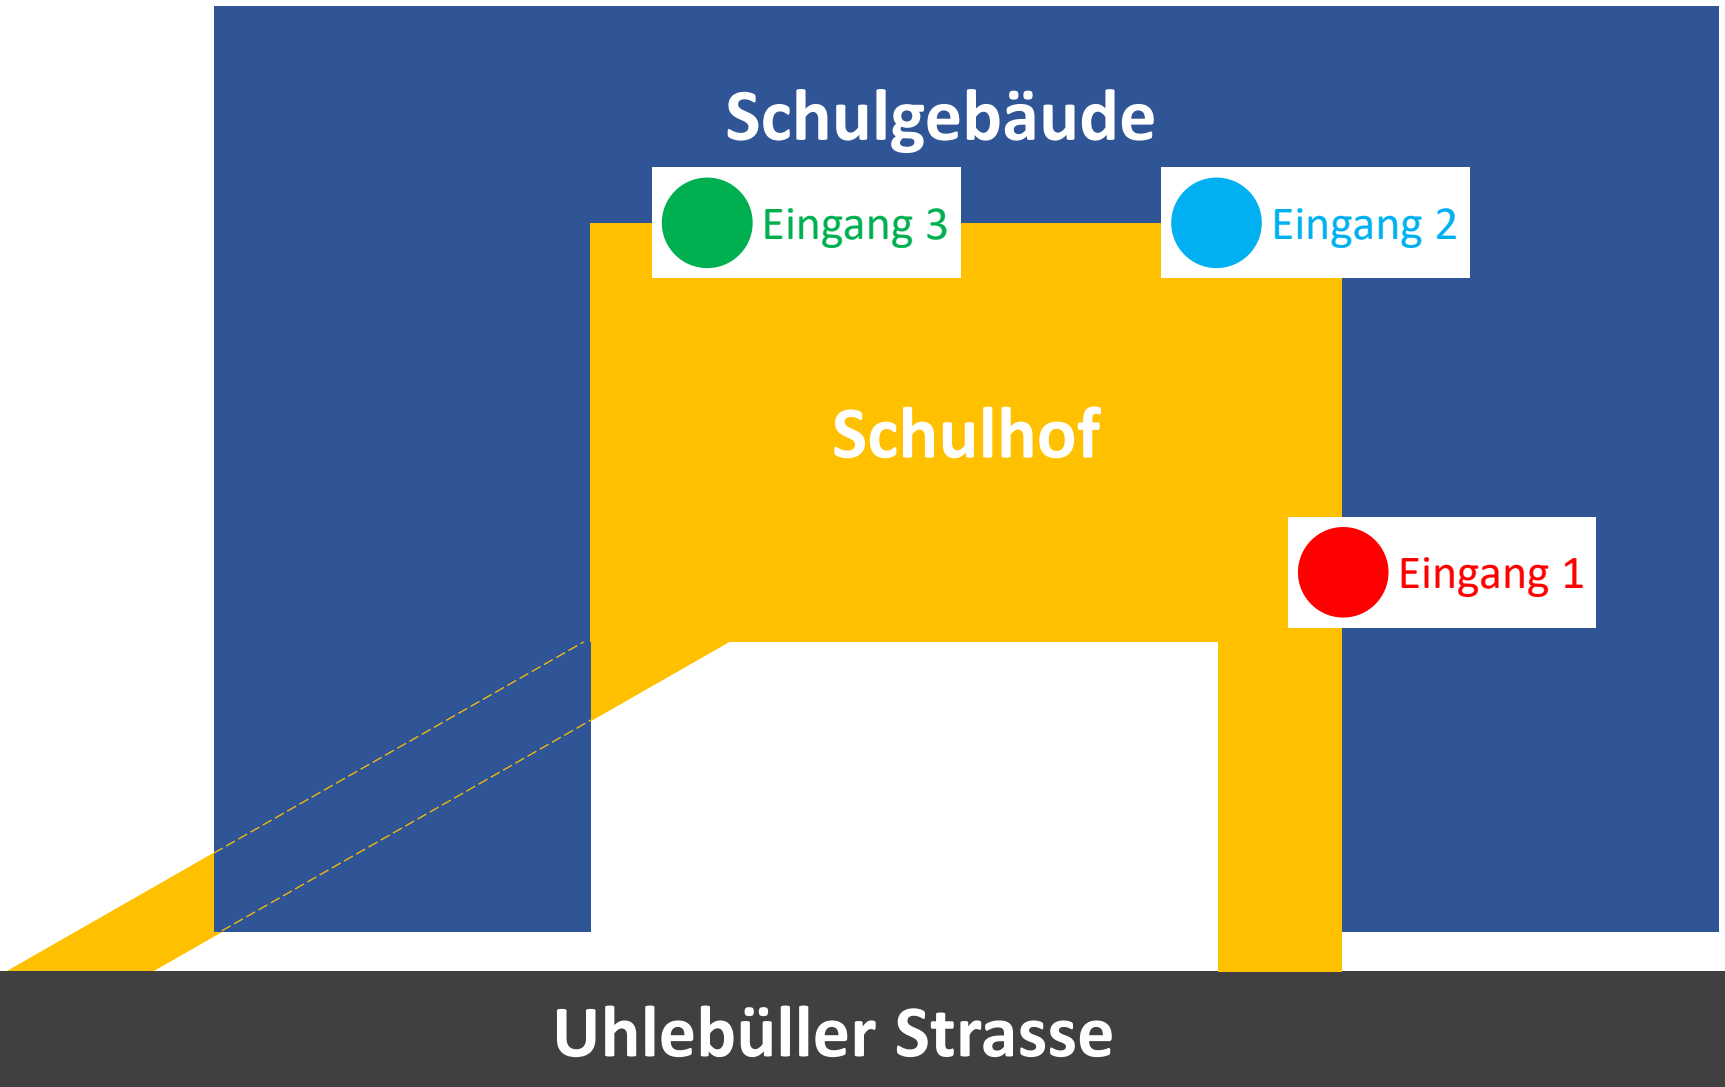 Schulgebäude
Eingang 3
Eingang 2
Schulhof
Eingang 1
Uhlebüller Strasse